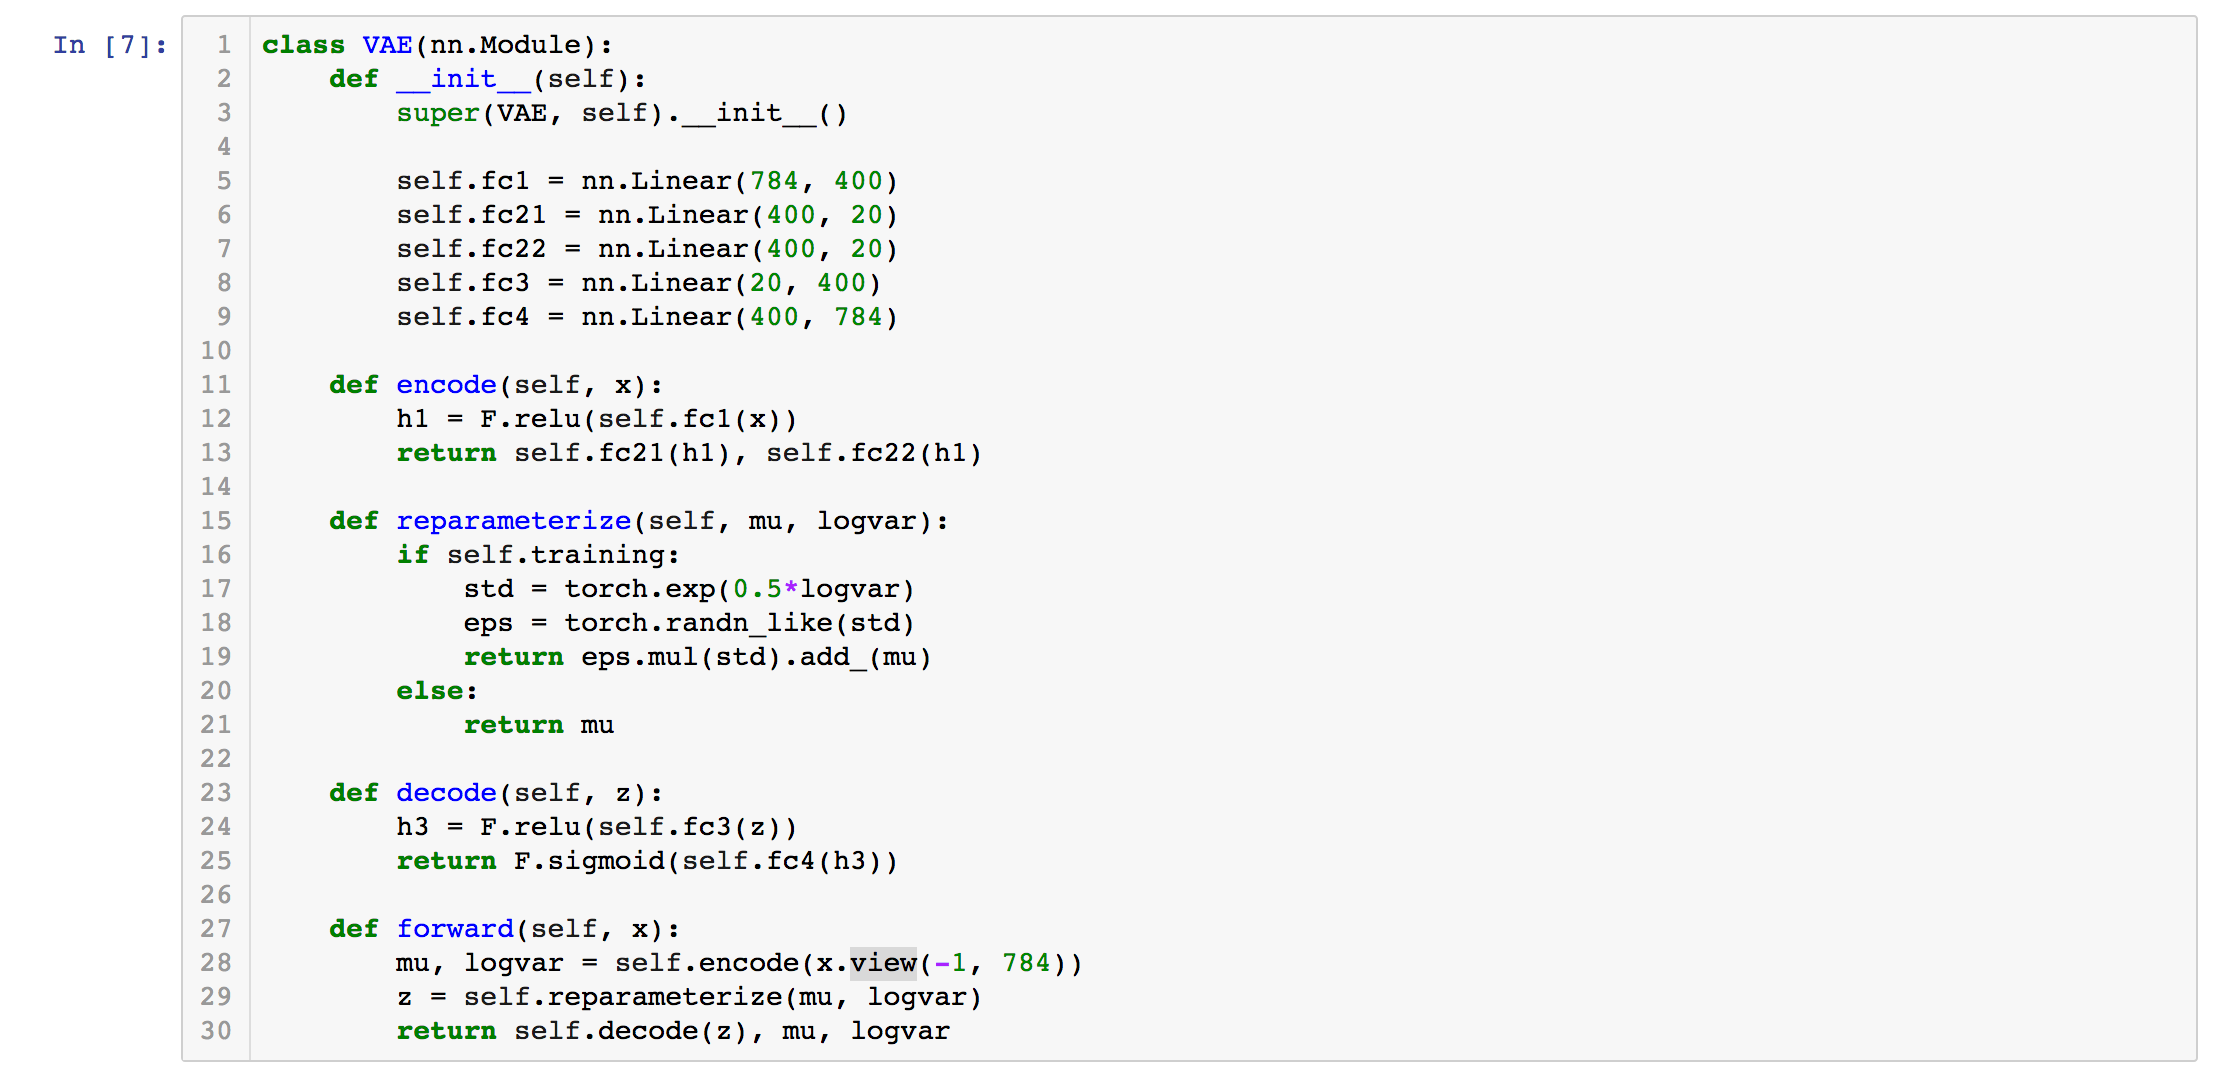 In [7]:
1 class VAE(nn.Module):
2     def __init__(self):
3         super(VAE, self).__init__()
4
5         self.fc1 = nn.Linear(784, 400)
6         self.fc21 = nn.Linear(400, 20)
7         self.fc22 = nn.Linear(400, 20)
8         self.fc3 = nn.Linear(20, 400)
9         self.fc4 = nn.Linear(400, 784)
10
11     def encode(self, x):
12         h1 = F.relu(self.fc1(x))
13         return self.fc21(h1), self.fc22(h1)
14
15     def reparameterize(self, mu, logvar):
16         if self.training:
17             std = torch.exp(0.5*logvar)
18             eps = torch.randn_like(std)
19             return eps.mul(std).add_(mu)
20         else:
21             return mu
22
23     def decode(self, z):
24         h3 = F.relu(self.fc3(z))
25         return F.sigmoid(self.fc4(h3))
26
27     def forward(self, x):
28         mu, logvar = self.encode(x.view(-1, 784))
29         z = self.reparameterize(mu, logvar)
30         return self.decode(z), mu, logvar